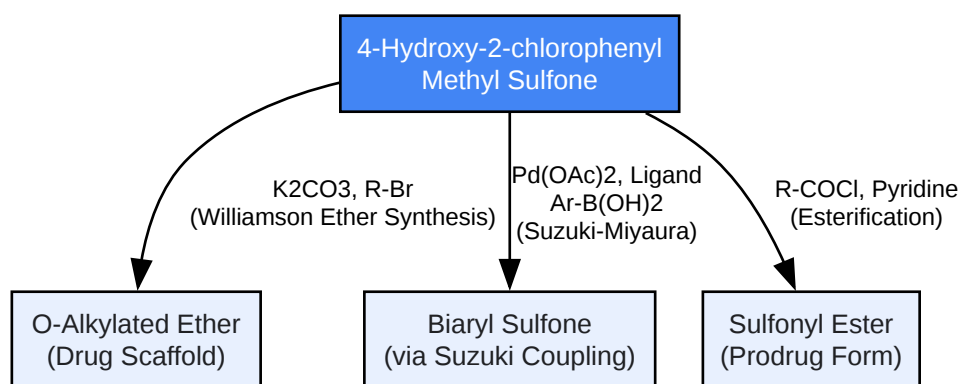 4-Hydroxy-2-chlorophenyl
Methyl Sulfone
K2CO3, R-Br
(Williamson Ether Synthesis)
Pd(OAc)2, Ligand
Ar-B(OH)2
(Suzuki-Miyaura)
R-COCl, Pyridine
(Esterification)
O-Alkylated Ether
(Drug Scaffold)
Biaryl Sulfone
(via Suzuki Coupling)
Sulfonyl Ester
(Prodrug Form)